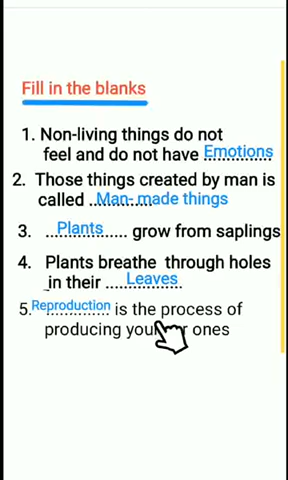 Fill in the blanks
1. Non-living things do not
feel and do not have Emotions
2. Those things created by man is
called ..Man-made things
3. ...Plants..... grow from saplings
4. Plants breathe through holes
in their .....Leaves.
5.Reproduction is the process of
producing ones